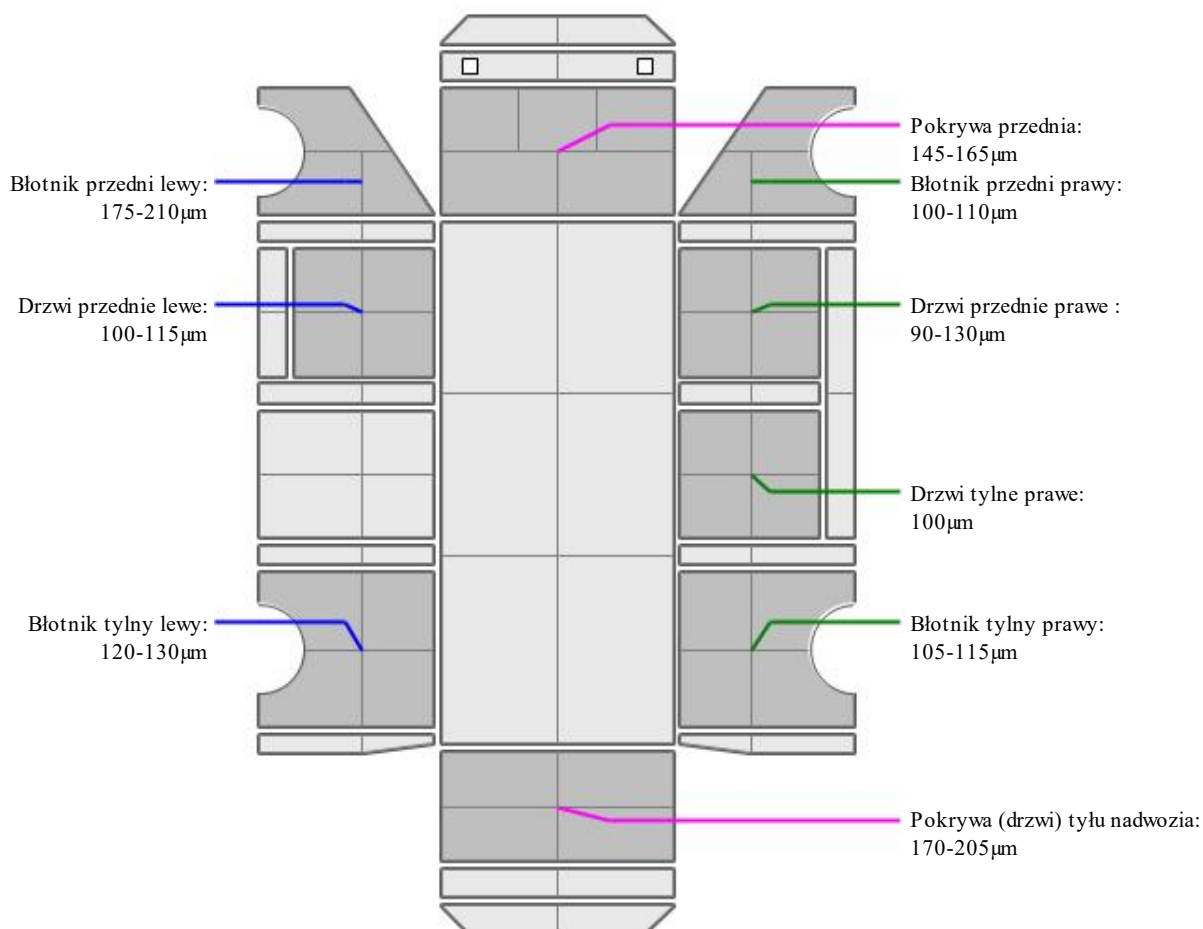 Pokrywa przednia:
145-165µm
Błotnik przedni lewy:
175-210µm
Błotnik przedni prawy:
100-110µm
Drzwi przednie lewe:
100-115µm
Drzwi przednie prawe :
90-130µm
Drzwi tylne prawe:
100µm
Błotnik tylny lewy:
120-130µm
Błotnik tylny prawy:
105-115µm
Pokrywa (drzwi) tyłu nadwozia:
170-205µm